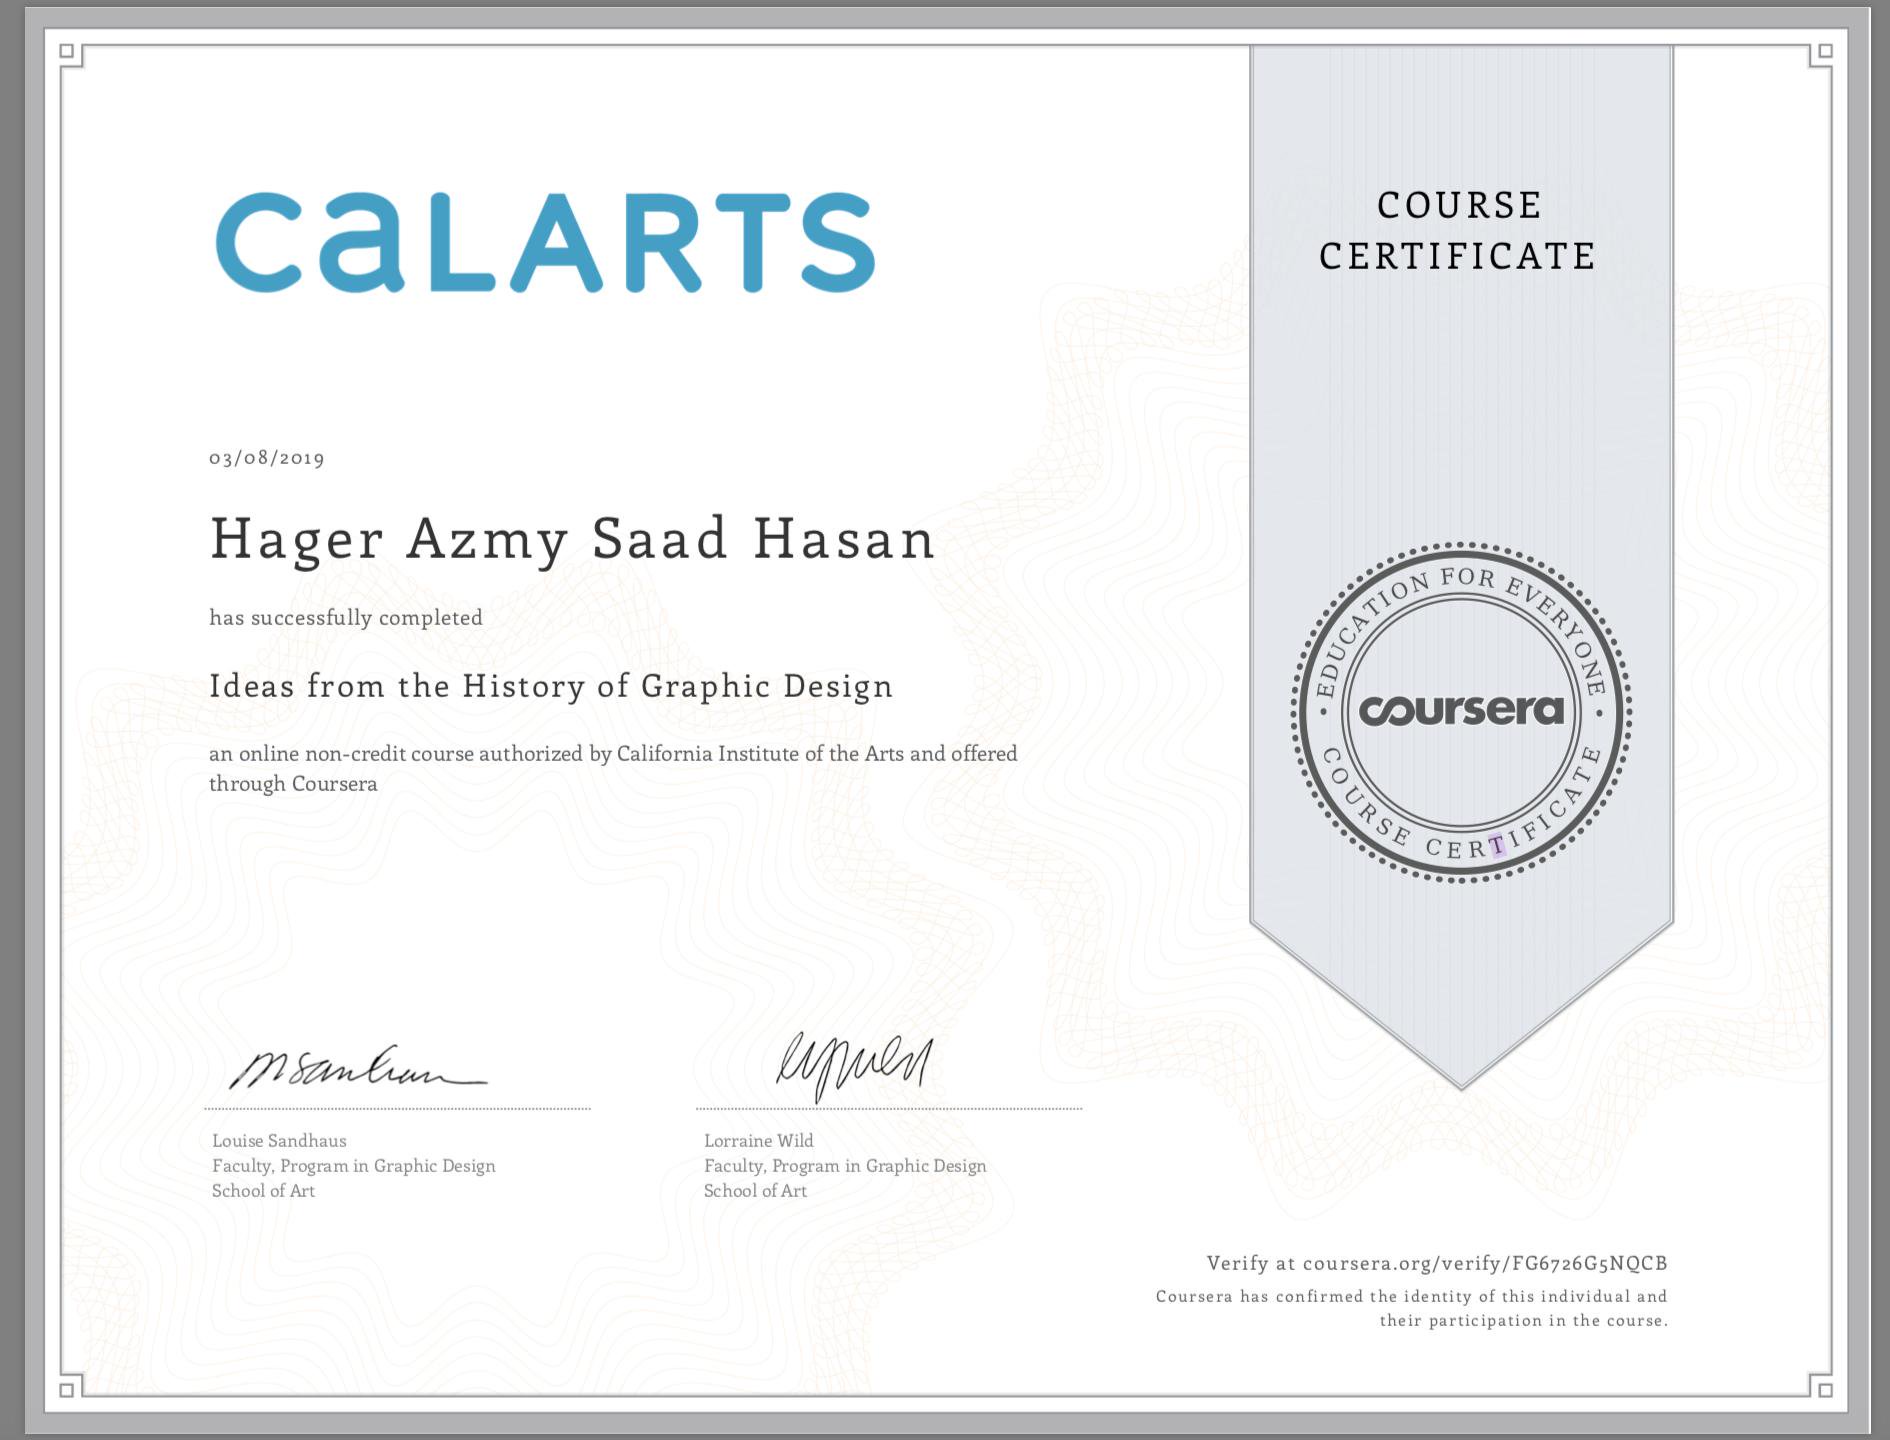 CALARTS
COURSE
CERTIFICATE
03/08/2019
Hager Azmy Saad Hasan
has successfully completed
Ideas from the History of Graphic Design
an online non-credit course authorized by California Institute of the Arts and offered
through Coursera
EDUCATION FOR EVERYONE
coursera
COURSE CERTIFICATE
Louise Sandhaus
Faculty, Program in Graphic Design
School of Art
Lorraine Wild
Faculty, Program in Graphic Design
School of Art
Verify at coursera.org/verify/FG6726G5NQCB
Coursera has confirmed the identity of this individual and
their participation in the course.